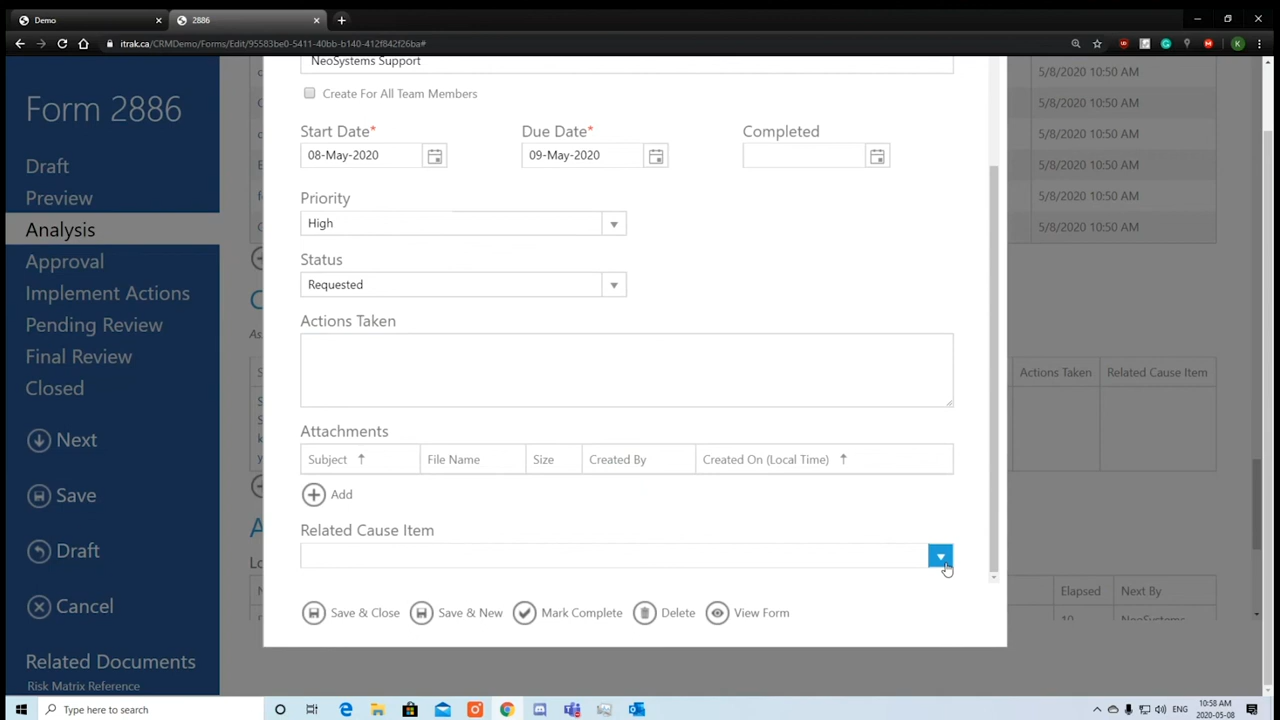 Demo
2886
itrak.ca/CRMDemo/Forms/Edit/95583be0-5411-40bb-b140-412f842f26ba#
K
Form 2886
Draft
Preview
Analysis
Approval
Implement Actions
Pending Review
Final Review
Closed
Next
Save
Draft
Cancel
Related Documents
Risk Matrix Reference
NeoSystems Support
Create For All Team Members
Start Date*
Due Date*
Completed
08-May-2020
09-May-2020
Priority
High
Status
Requested
Actions Taken
Attachments
Subject
File Name
Size
Created By
Created On (Local Time)
Add
Related Cause Item
Save & Close
Save & New
Mark Complete
Delete
View Form
5/8/2020 10:50 AM
5/8/2020 10:50 AM
5/8/2020 10:50 AM
5/8/2020 10:50 AM
5/8/2020 10:50 AM
5/8/2020 10:50 AM
Actions Taken
Related Cause Item
Elapsed
Next By
10
NeoSystems
Type here to search
ENG
10:58 AM
2020-05-08